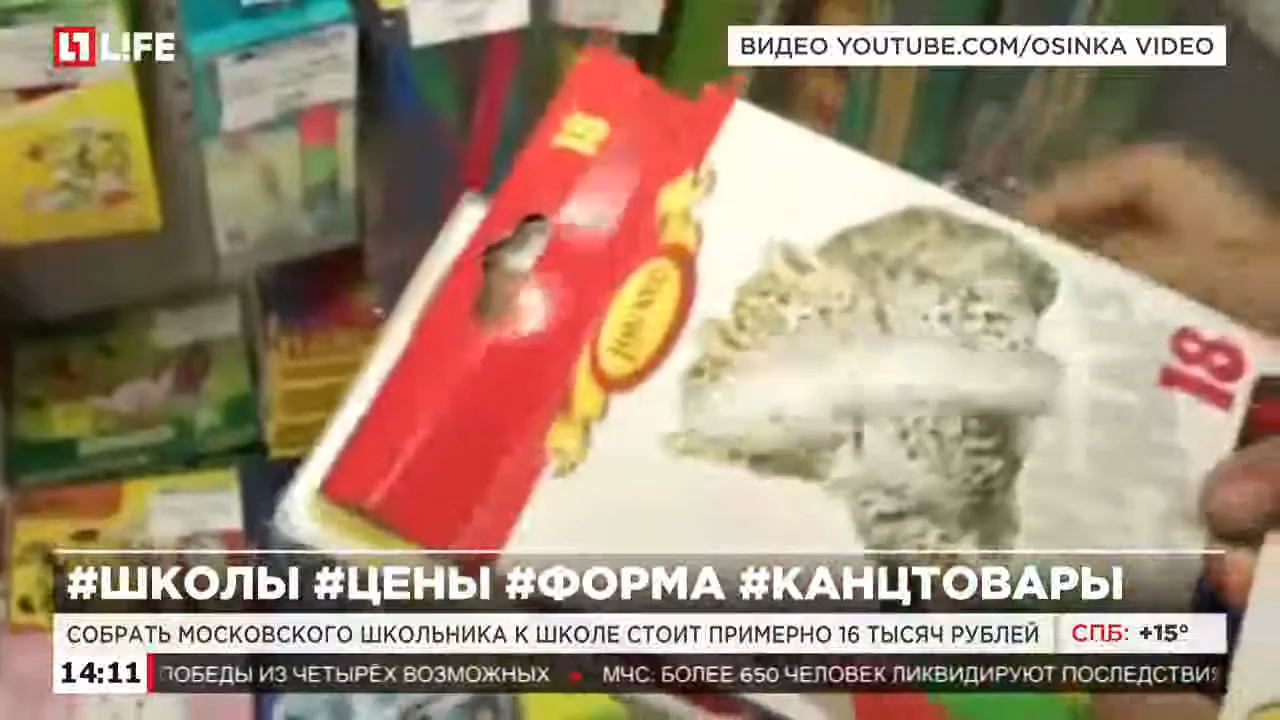 LIFE
ВИДЕО YOUTUBE.COM/OSINKA VIDEO
18
18
#ШКОЛЫ #ЦЕНЫ #ФОРМА #КАНЦТОВАРЫ
СОБРАТЬ МОСКОВСКОГО ШКОЛЬНИКА К ШКОЛЕ СТОИТ ПРИМЕРНО 16 ТЫСЯЧ РУБЛЕЙ
СПБ: +15°
14:11
ПОБЕДЫ ИЗ ЧЕТЫРЁХ ВОЗМОЖНЫХ • МЧС: БОЛЕЕ 650 ЧЕЛОВЕК ЛИКВИДИРУЮТ ПОСЛЕДСТВИЯ